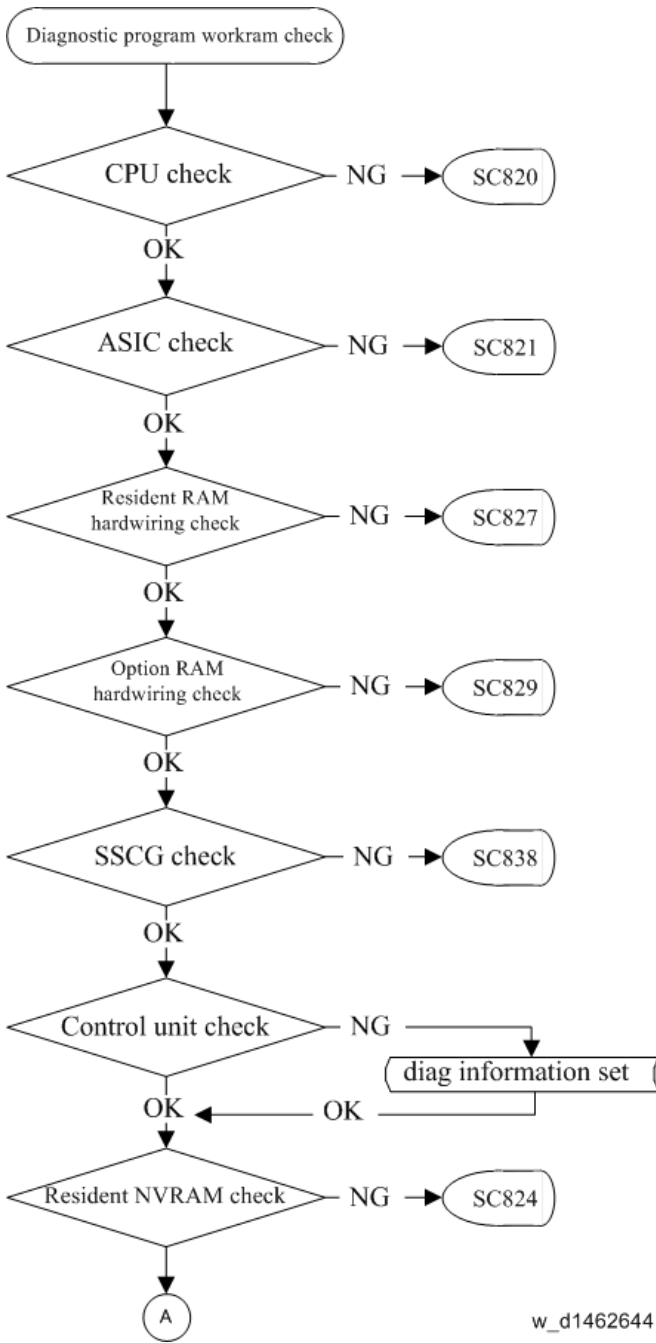 Diagnostic program workram check
CPU check
NG
SC820
OK
ASIC check
NG
SC821
OK
Resident RAM
hardwiring check
NG
SC827
OK
Option RAM
hardwiring check
NG
SC829
OK
SSCG check
NG
SC838
OK
Control unit check
NG
diag information set
OK
OK
Resident NVRAM check
NG
SC824
A
w_d1462644